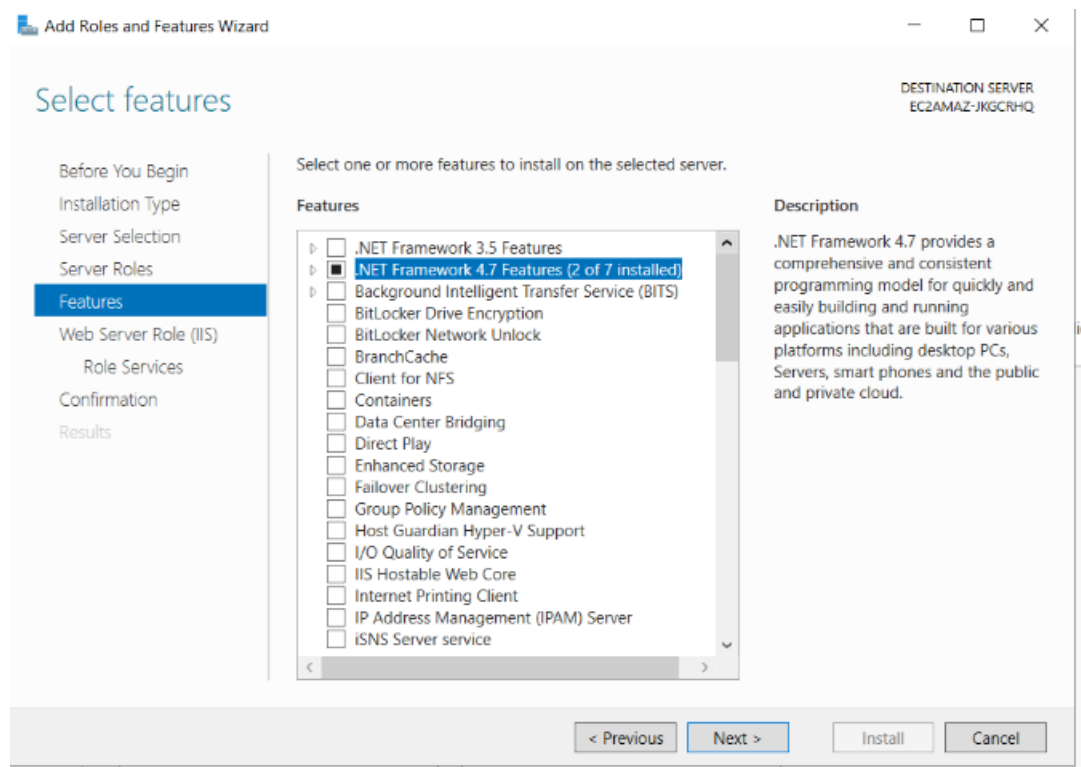 Add Roles and Features Wizard
Select features
DESTINATION SERVER
EC2AMAZ-JKGCRHQ
Before You Begin
Installation Type
Server Selection
Server Roles
Features
Web Server Role (IIS)
Role Services
Confirmation
Results
Select one or more features to install on the selected server.
Features
.NET Framework 3.5 Features
.NET Framework 4.7 Features (2 of 7 installed)
Background Intelligent Transfer Service (BITS)
BitLocker Drive Encryption
BitLocker Network Unlock
BranchCache
Client for NFS
Containers
Data Center Bridging
Direct Play
Enhanced Storage
Failover Clustering
Group Policy Management
Host Guardian Hyper-V Support
I/O Quality of Service
IIS Hostable Web Core
Internet Printing Client
IP Address Management (IPAM) Server
iSNS Server service
Description
.NET Framework 4.7 provides a
comprehensive and consistent
programming model for quickly and
easily building and running
applications that are built for various
platforms including desktop PCs,
Servers, smart phones and the public
and private cloud.
< Previous
Next >
Install
Cancel